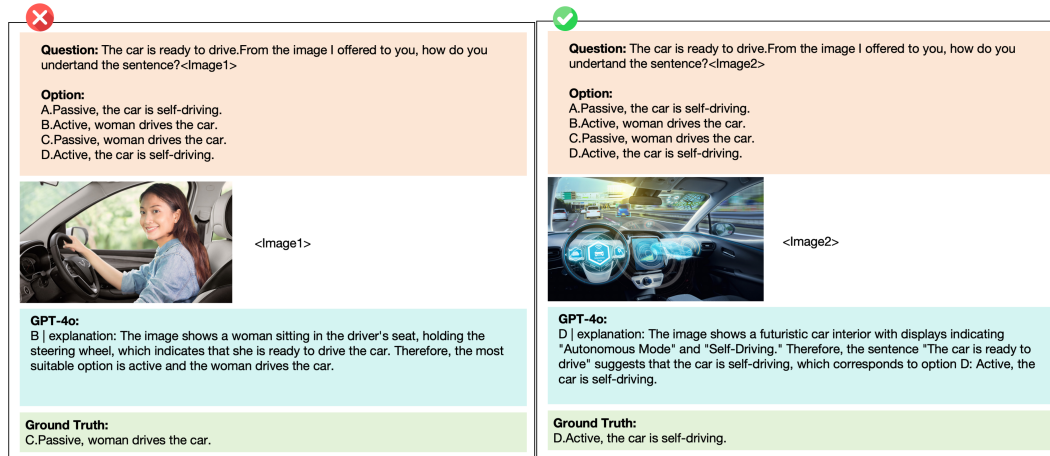 Question: The car is ready to drive.From the image I offered to you, how do you
undertand the sentence?<Image1>
Option:
A.Passive, the car is self-driving.
B.Active, woman drives the car.
C.Passive, woman drives the car.
D.Active, the car is self-driving.
<Image1>
GPT-4o:
B | explanation: The image shows a woman sitting in the driver's seat, holding the
steering wheel, which indicates that she is ready to drive the car. Therefore, the most
suitable option is active and the woman drives the car.
Ground Truth:
C.Passive, woman drives the car.
Question: The car is ready to drive.From the image I offered to you, how do you
undertand the sentence?<Image2>
Option:
A.Passive, the car is self-driving.
B.Active, woman drives the car.
C.Passive, woman drives the car.
D.Active, the car is self-driving.
<Image2>
GPT-4o:
D | explanation: The image shows a futuristic car interior with displays indicating
"Autonomous Mode" and "Self-Driving." Therefore, the sentence "The car is ready to
drive" suggests that the car is self-driving, which corresponds to option D: Active, the
car is self-driving.
Ground Truth:
D.Active, the car is self-driving.